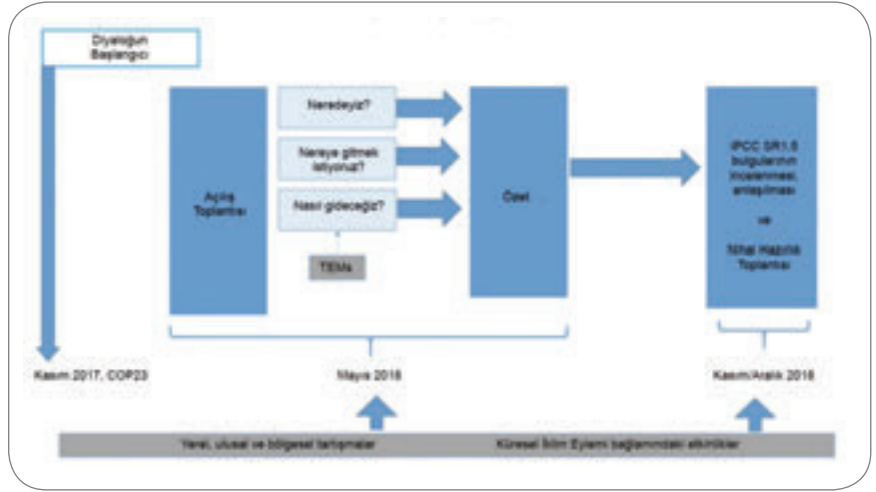 Diyaloğun
Başlangıcı
Açılış
Toplantısı
Neredeyiz?
Nereye gitmek
istiyoruz?
Nasıl gideceğiz?
TEMs
Özet
IPCC SR1.5
bulgularının
incelenmesi,
anlaşılması
ve
Nihai Hazırlık
Toplantısı
Kasım 2017, COP23
Mayıs 2018
Kasım/Aralık 2018
Yerel, ulusal ve bölgesel tartışmalar
Küresel İklim Eylemi bağlamındaki etkinlikler